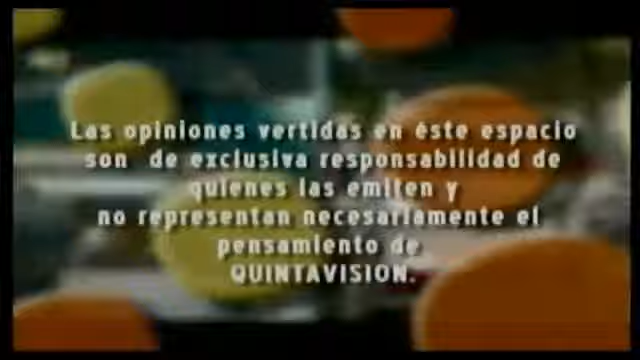 Las opiniones vertidas en éste espacio
son de exclusiva responsabilidad de
quienes las emiten y
no representan necesariamente el
pensamiento de
QUINTAVISION.